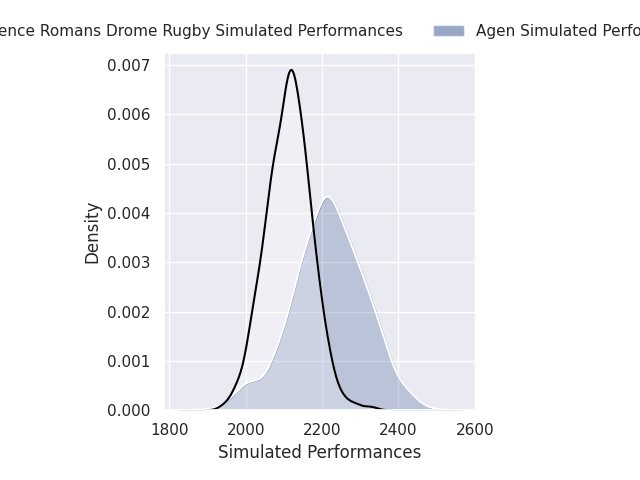 ence Romans Drome Rugby Simulated Performances Agen Simulated Perfo
0.007
0.006
0.005
0.004
0.003
0.002
0.001
0.000
Density
1800 2000 2200 2400 2600
Simulated Performances